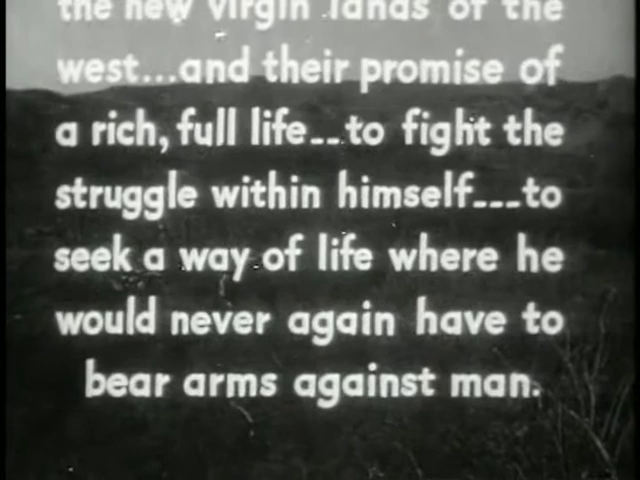 the new virgin lands of the
west...and their promise of
a rich, full life...to fight the
struggle within himself...to
seek a way of life where he
would never again have to
bear arms against man.